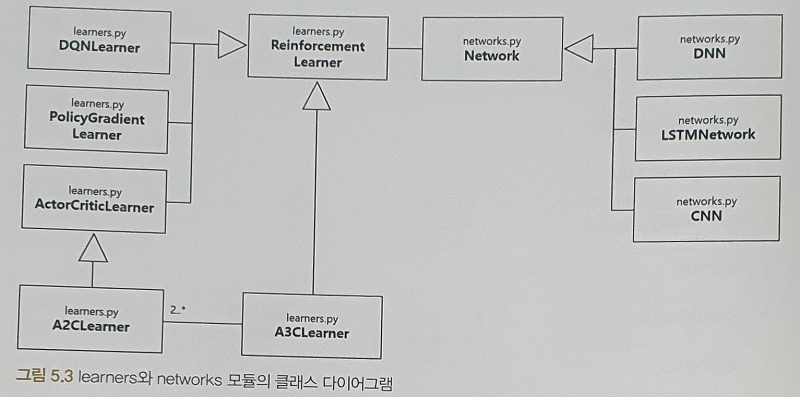 learners.py
DQNLearner
learners.py
Reinforcement
Learner
networks.py
Network
networks.py
DNN
learners.py
PolicyGradient
Learner
networks.py
LSTMNetwork
learners.py
ActorCriticLearner
networks.py
CNN
learners.py
A2CLearner
2..*
learners.py
A3CLearner
그림 5.3 learners와 networks 모듈의 클래스 다이어그램